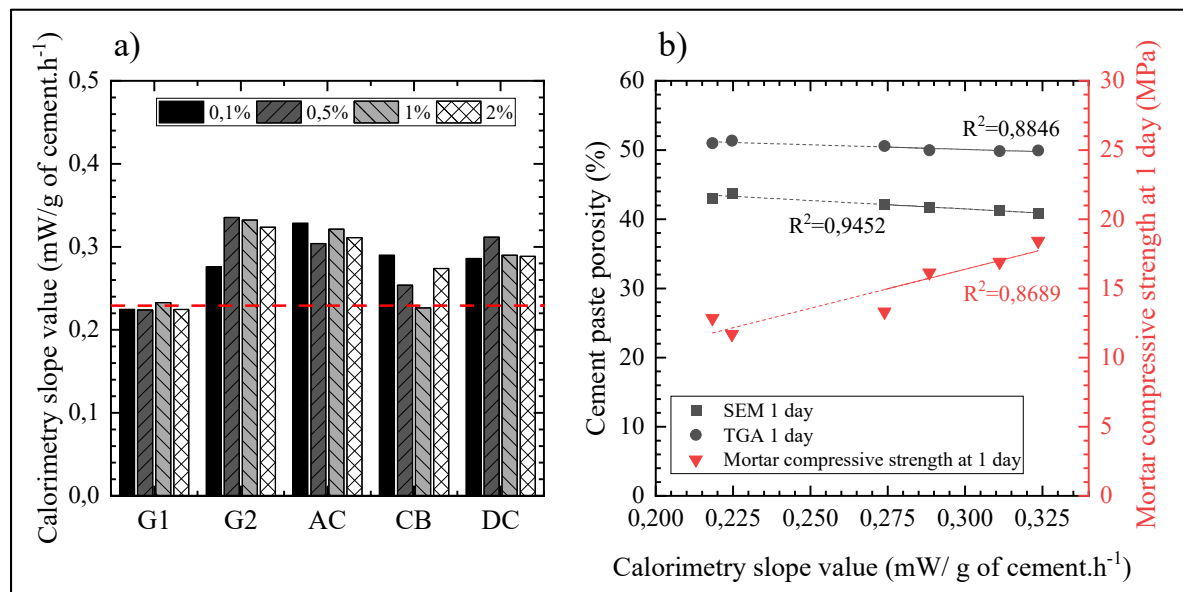 a)
Calorimetry slope value (mW/g of cement.h⁻¹)
0,5
0,4
0,3
0,2
0,1
0,0
0,1% 0,5% 1% 2%
G1 G2 AC CB DC
b)
Cement paste porosity (%)
60
50
40
30
20
10
0
R²=0,8846
R²=0,9452
R²=0,8689
SEM 1 day
TGA 1 day
Mortar compressive strength at 1 day
0,200 0,225 0,250 0,275 0,300 0,325
Calorimetry slope value (mW/ g of cement.h⁻¹)
30
25
20
15
10
5
0
Mortar compressive strength at 1 day (MPa)